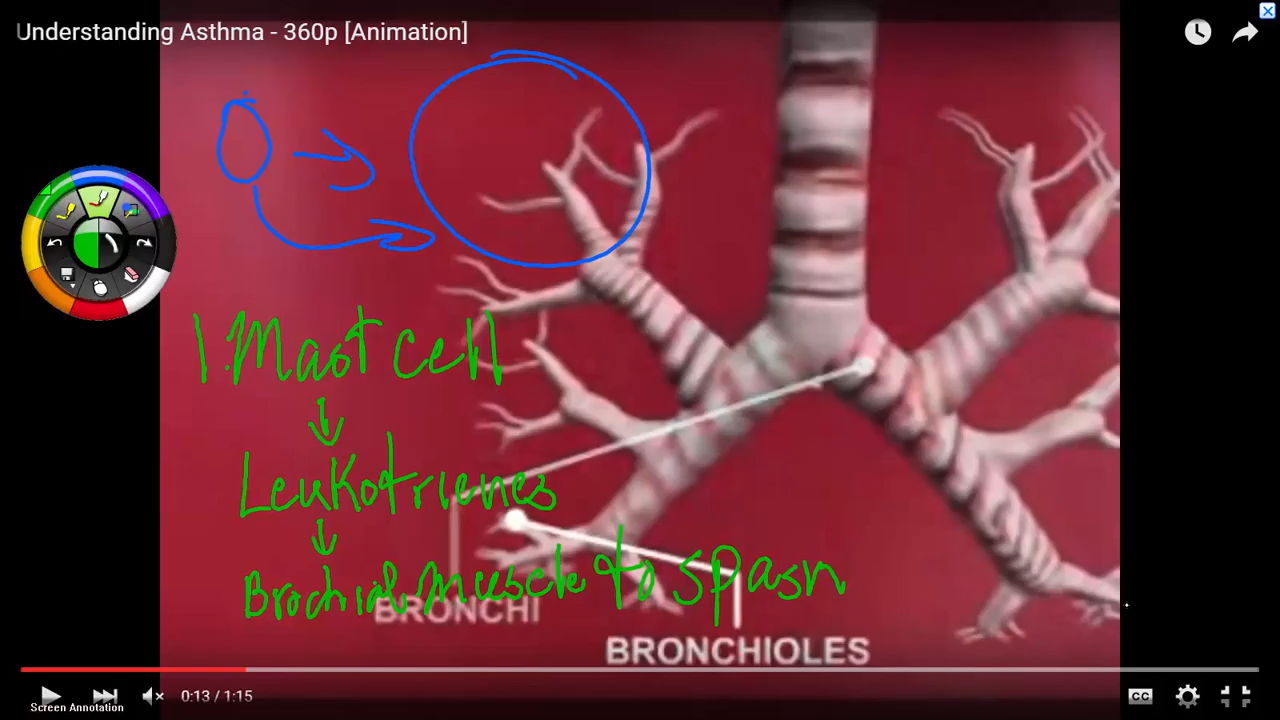 Understanding Asthma - 360p [Animation]
1. Mast cell
Leukotrienes
Brochial muscle to spasm
BRONCHI
BRONCHIOLES
0:13 / 1:15
CC
Screen Annotation